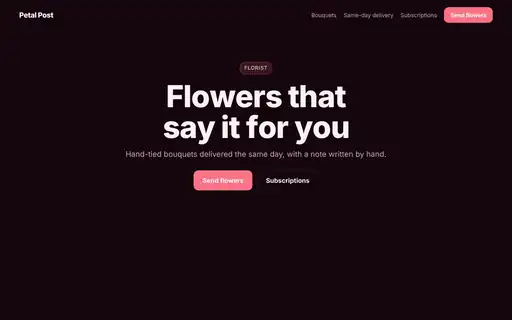 Petal Post
Bouquets
Same-day delivery
Subscriptions
Send flowers
FLORIST
Flowers that
say it for you
Hand-tied bouquets delivered the same day, with a note written by hand.
Send flowers
Subscriptions